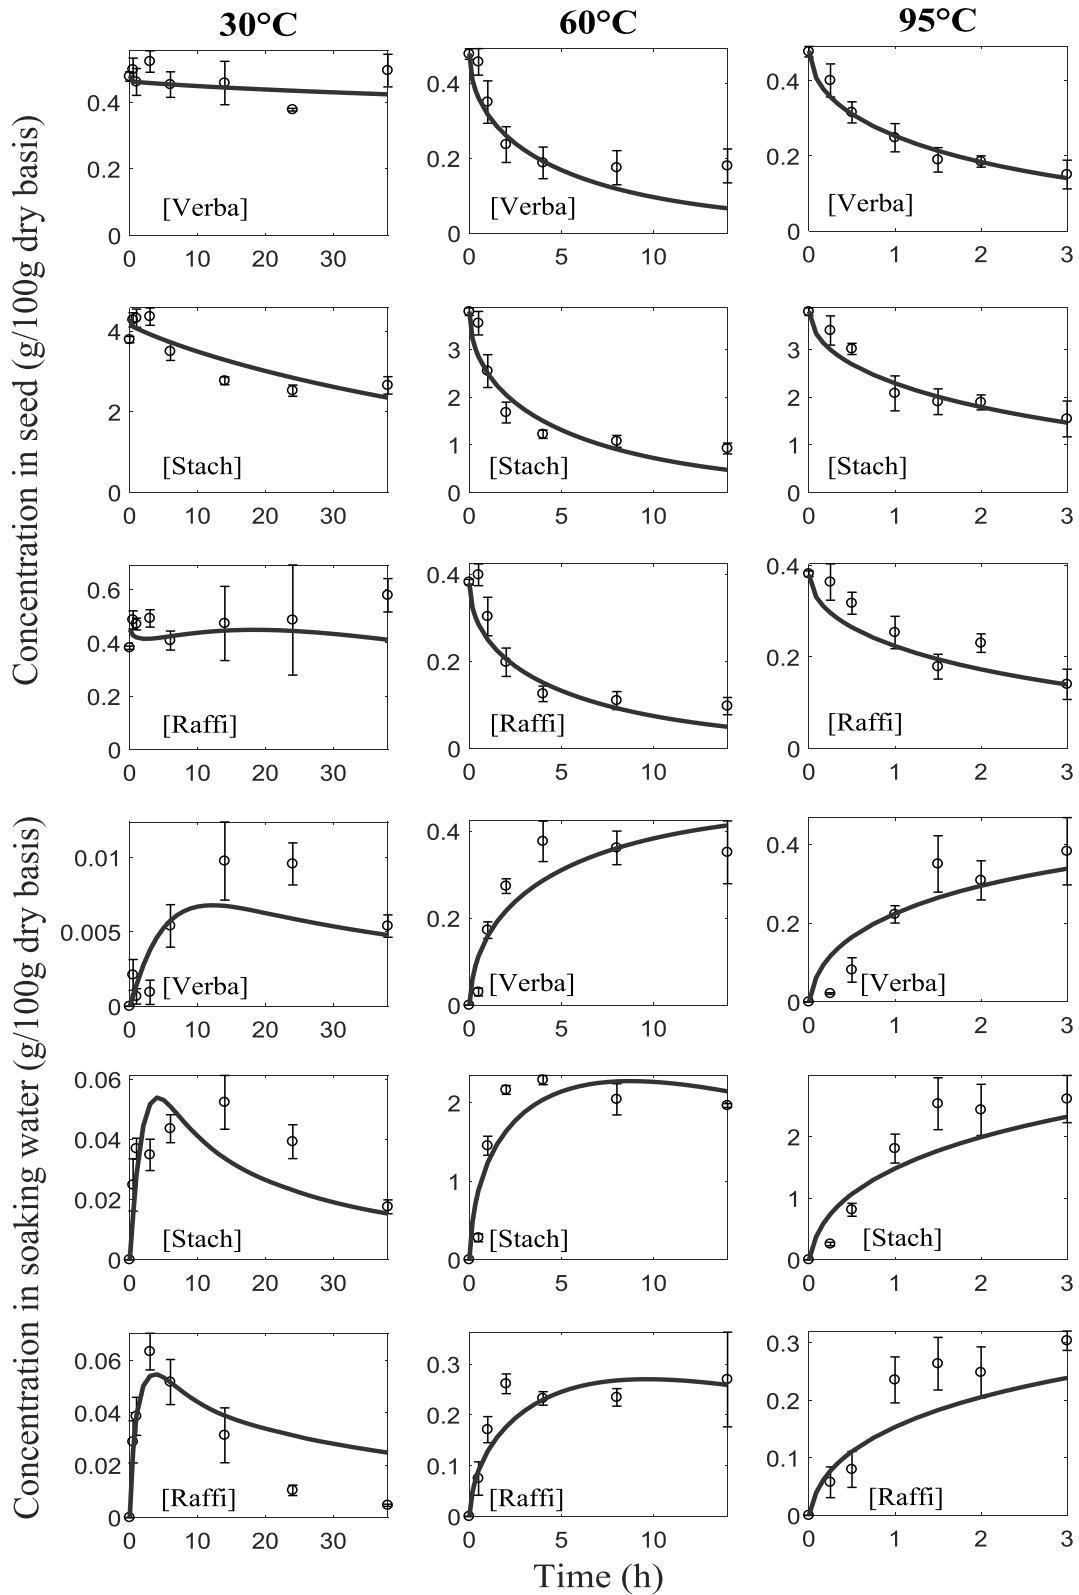 30°C 60°C 95°C
Concentration in seed (g/100g dry basis)
0.4 0.2 0
[Verba]
0 10 20 30
0.4 0.2 0
[Verba]
0 5 10
0.4 0.2 0
[Verba]
0 1 2 3
4 2 0
[Stach]
0 10 20 30
3 2 1 0
[Stach]
0 5 10
3 2 1 0
[Stach]
0 1 2 3
0.6 0.4 0.2 0
[Raffi]
0 10 20 30
0.4 0.2 0
[Raffi]
0 5 10
0.4 0.2 0
[Raffi]
0 1 2 3
Concentration in soaking water (g/100g dry basis)
0.01 0.005 0
[Verba]
0 10 20 30
0.4 0.2 0
[Verba]
0 5 10
0.4 0.2 0
[Verba]
0 1 2 3
0.06 0.04 0.02 0
[Stach]
0 10 20 30
2 1 0
[Stach]
0 5 10
2 1 0
[Stach]
0 1 2 3
0.06 0.04 0.02 0
[Raffi]
0 10 20 30
0.3 0.2 0.1 0
[Raffi]
0 5 10
0.3 0.2 0.1 0
[Raffi]
0 1 2 3
Time (h)